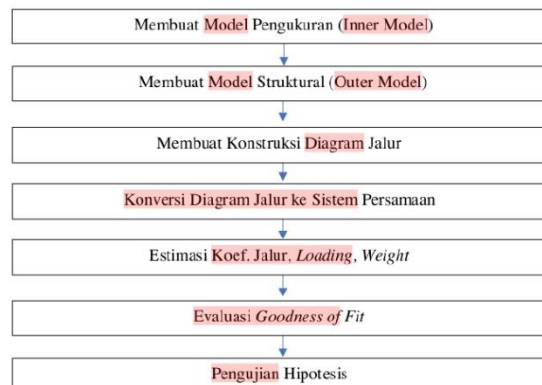 Membuat Model Pengukuran (Inner Model)
Membuat Model Struktural (Outer Model)
Membuat Konstruksi Diagram Jalur
Konversi Diagram Jalur ke Sistem Persamaan
Estimasi Koef. Jalur, Loading, Weight
Evaluasi Goodness of Fit
Pengujian Hipotesis